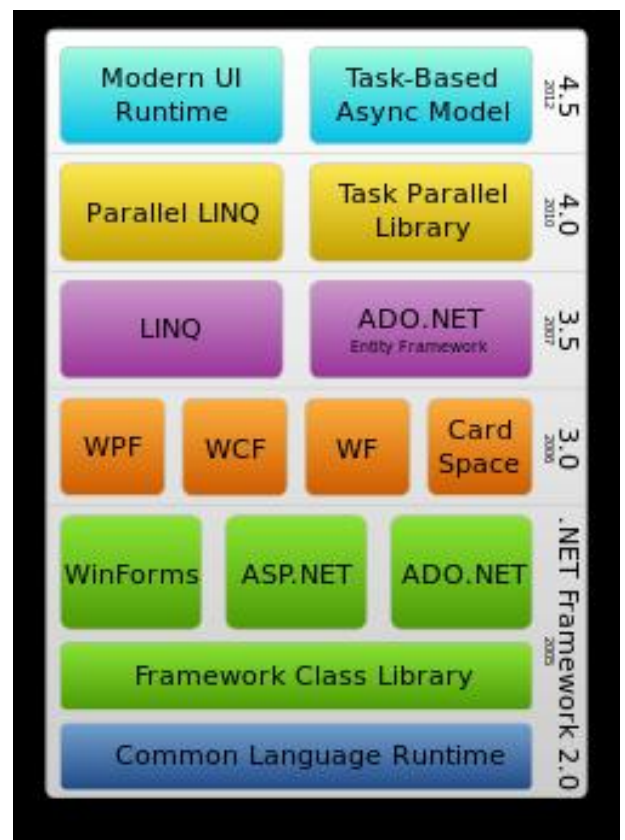 Modern UI
Runtime
Task-Based
Async Model
4.5
2012
Parallel LINQ
Task Parallel
Library
4.0
2010
LINQ
ADO.NET
Entity Framework
3.5
2007
WPF
WCF
WF
Card
Space
3.0
2006
WinForms
ASP.NET
ADO.NET
Framework Class Library
Common Language Runtime
.NET Framework 2.0
2005